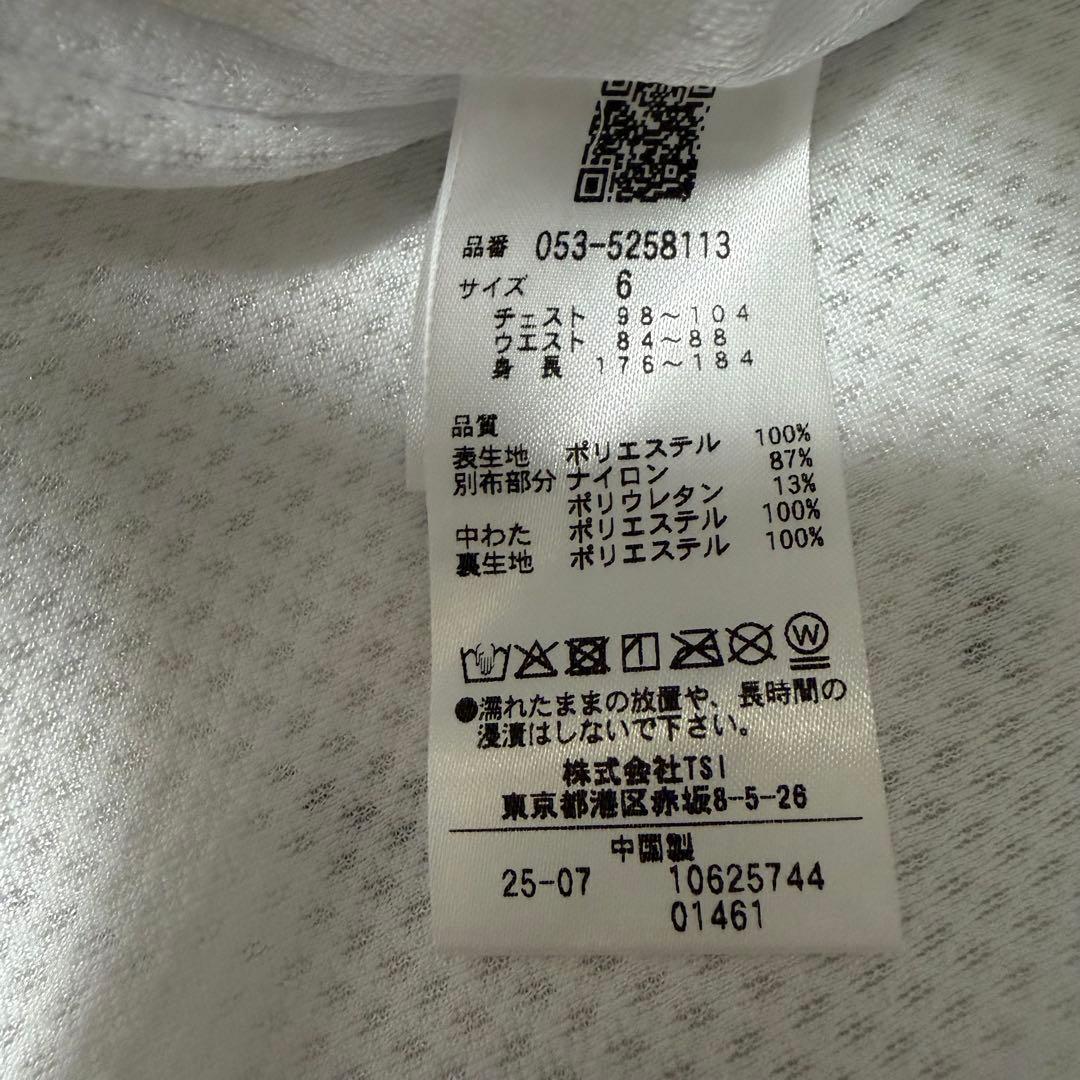 品番 053-5258113
サイズ 6
チェスト 98~104
ウエスト 84~88
身長 176~184
品質
表生地 ポリエステル 100%
別布部分 ナイロン 87%
ポリウレタン 13%
中わた ポリエステル 100%
裏生地 ポリエステル 100%
W
●濡れたままの放置や、長時間の
浸漬はしないで下さい。
株式会社TSI
東京都港区赤坂8-5-26
中国製
25-07 10625744
01461